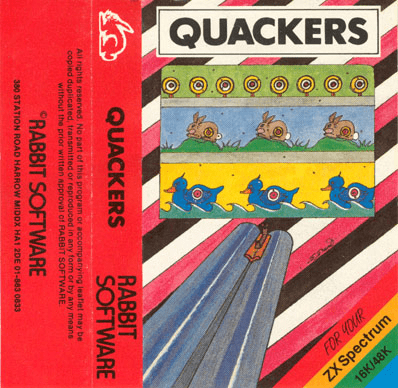 QUACKERS
FOR YOUR
ZX Spectrum
16K/48K
QUACKERS
RABBIT
SOFTWARE
All rights reserved. No part of this program or accompanying leaflet may be
copied duplicated, transmitted or reproduced in any form or by any means
without the prior written approval of RABBIT SOFTWARE
©RABBIT SOFTWARE
380 STATION ROAD HARROW MIDDX HA1 2DE 01-863 0833